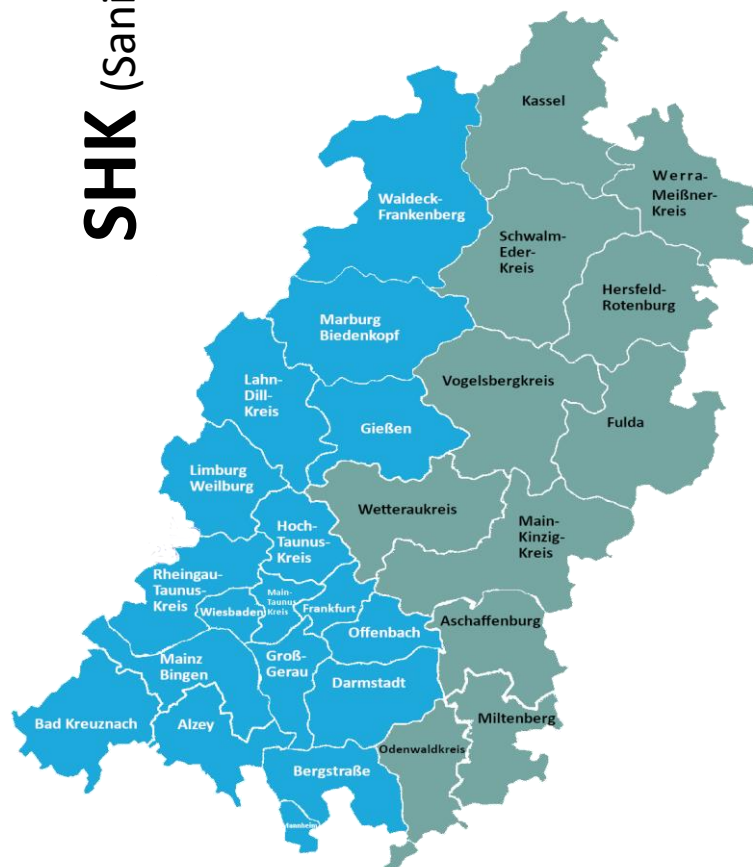 SHK (Sani
Kassel
Werra-
Meißner-
Kreis
Waldeck-
Frankenberg
Schwalm-
Eder-
Kreis
Hersfeld-
Rotenburg
Marburg
Biedenkopf
Lahn-
Dill-
Kreis
Vogelsbergkreis
Gießen
Fulda
Limburg
Weilburg
Wetteraukreis
Hoch-
Taunus-
Kreis
Main-
Kinzig-
Kreis
Rheingau-
Taunus-
Kreis
Wiesbaden
Main-
Taunus
Kreis
Frankfurt
Offenbach
Aschaffenburg
Mainz
Bingen
Groß-
Gerau
Darmstadt
Bad Kreuznach
Alzey
Miltenberg
Odenwaldkreis
Bergstraße
Mannheim